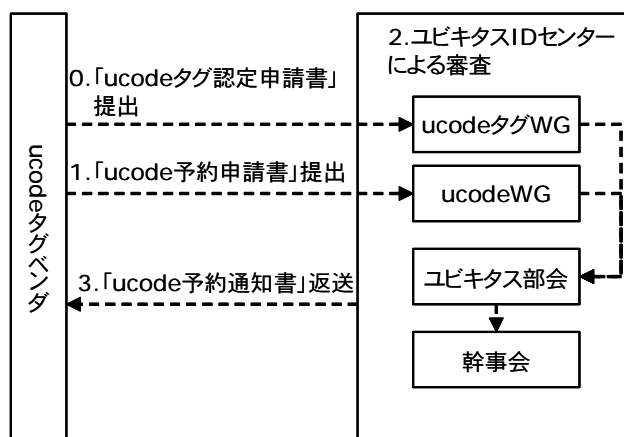 2.ユビキタスIDセンター
による審査
0.「ucodeタグ認定申請書」
提出
ucodeタグWG
1.「ucode予約申請書」提出
ucodeWG
ucodeタグベンダ
ユビキタス部会
3.「ucode予約通知書」返送
幹事会